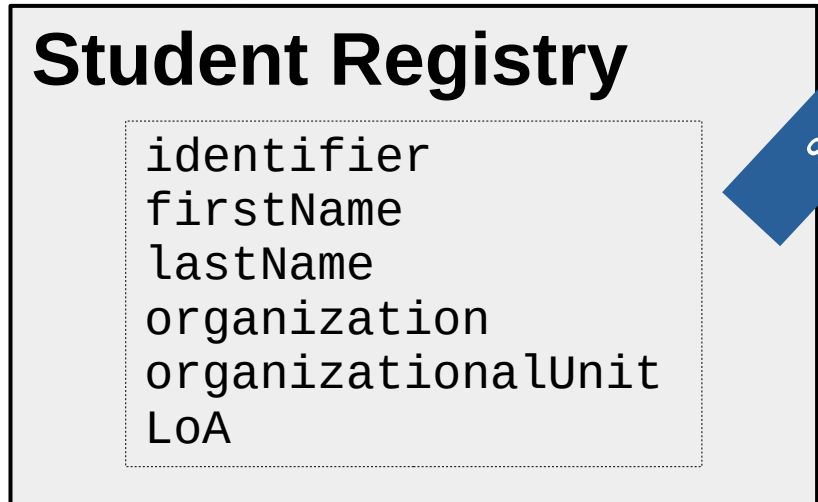 Student Registry
identifier
firstName
lastName
organization
organizationalUnit
LoA